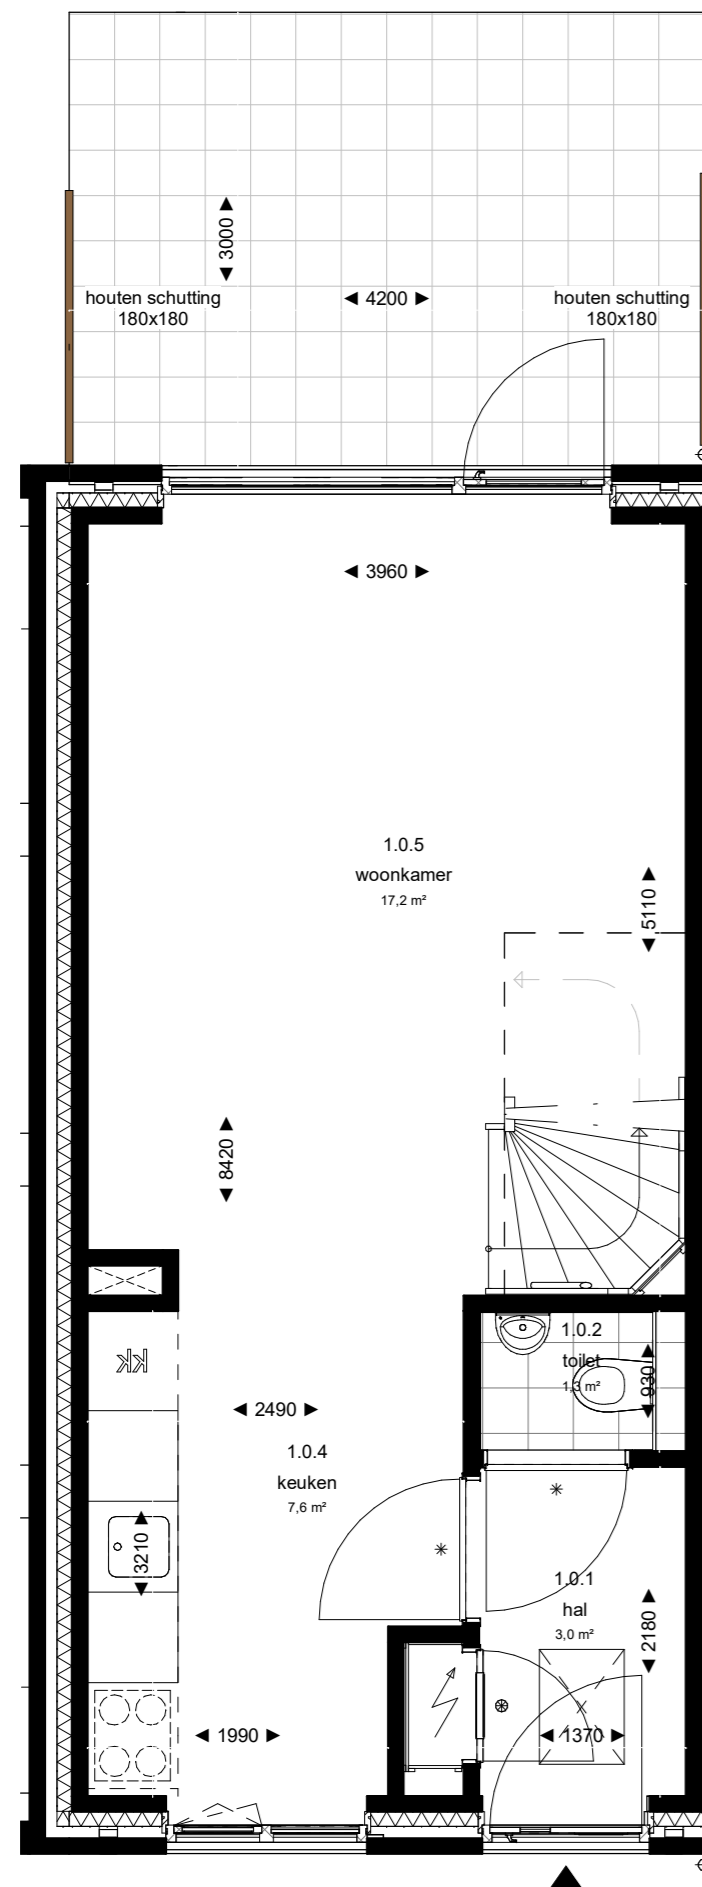 3000
houten schutting
180x180
4200
houten schutting
180x180
3960
1.0.5
woonkamer
17,2 m²
5110
8420
1.0.2
toilet
1,3 m²
930
kk
2490
1.0.4
keuken
7,6 m²
3210
1.0.1
hal
3,0 m²
2180
1990
1370